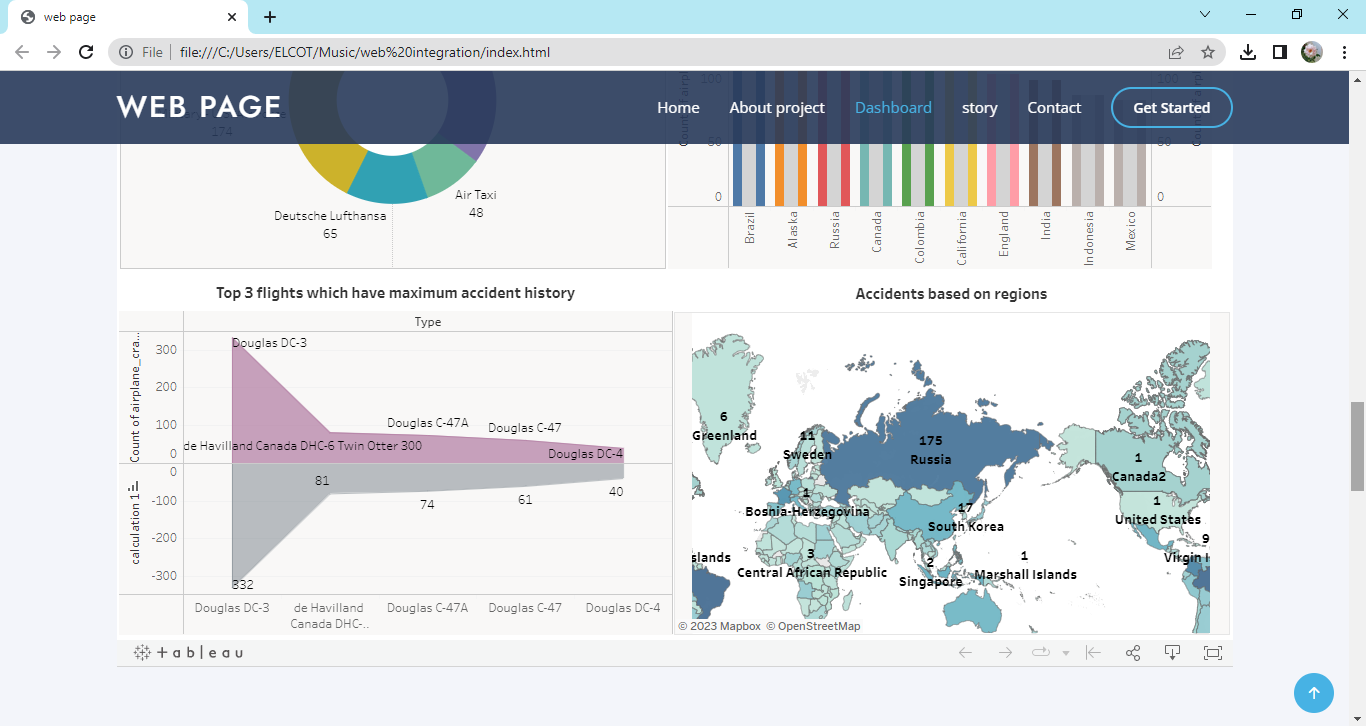 web page
File
file:///C:/Users/ELCOT/Music/web%20integration/index.html
WEB PAGE
Home
About project
Dashboard
story
Contact
Get Started
174
Air Taxi
48
Deutsche Lufthansa
65
100
50
0
100
50
0
Brazil
Alaska
Russia
Canada
Colombia
California
England
India
Indonesia
Mexico
Top 3 flights which have maximum accident history
Type
Count of airplane_cra..
300
200
100
0
Douglas DC-3
de Havilland Canada DHC-6 Twin Otter 300
Douglas C-47A
Douglas C-47
Douglas DC-4
calculation 1
0
-100
-200
-300
332
81
74
61
40
Douglas DC-3
de Havilland
Canada DHC-..
Douglas C-47A
Douglas C-47
Douglas DC-4
Accidents based on regions
6
Greenland
11
Sweden
175
Russia
1
Canada2
1
Bosnia-Herzegovina
17
South Korea
1
United States
9
Virgin I
slands
3
Central African Republic
2
Singapore
1
Marshall Islands
© 2023 Mapbox © OpenStreetMap
+ableau